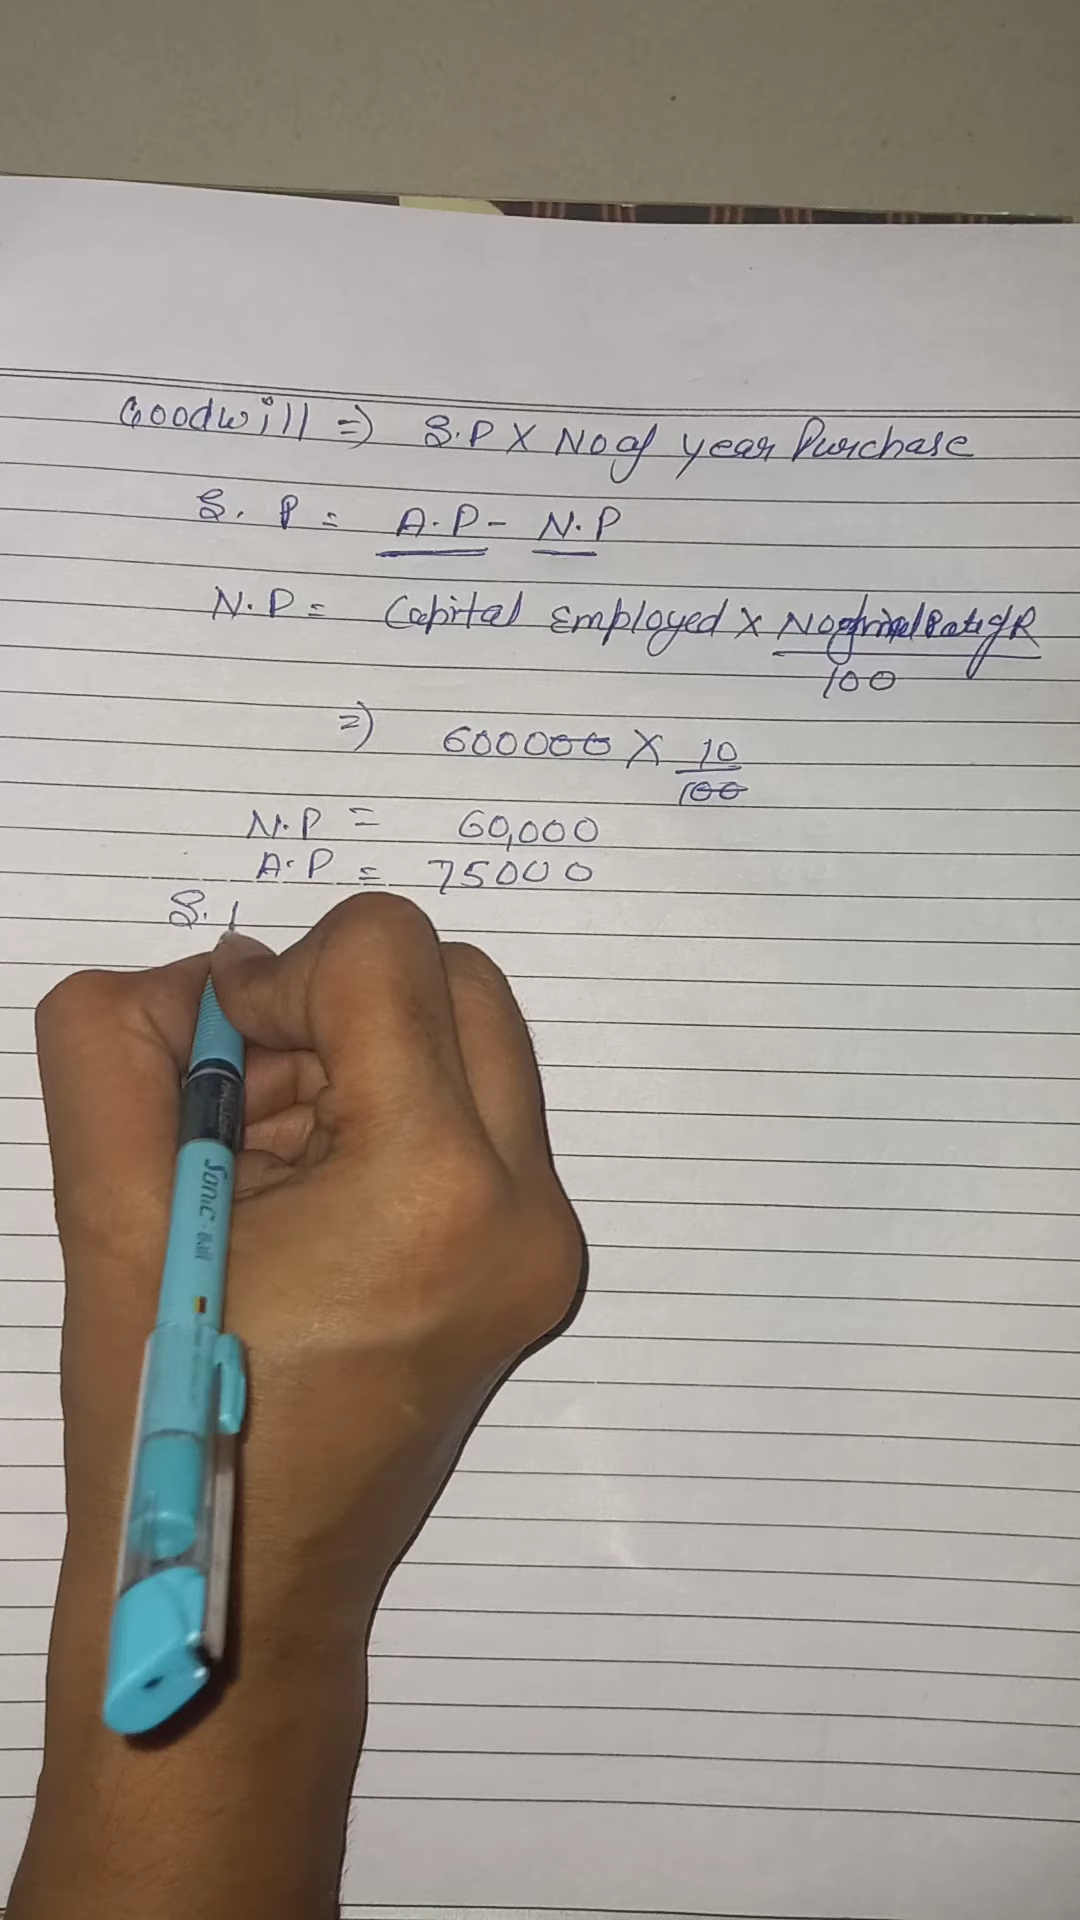 Goodwill => S.P X No of year Purchase
S. P = A.P - N.P
N.P = Capital Employed X
100
=) 600000 X 10
100
N.P = 60,000
A.P = 75000
S.
Sonic